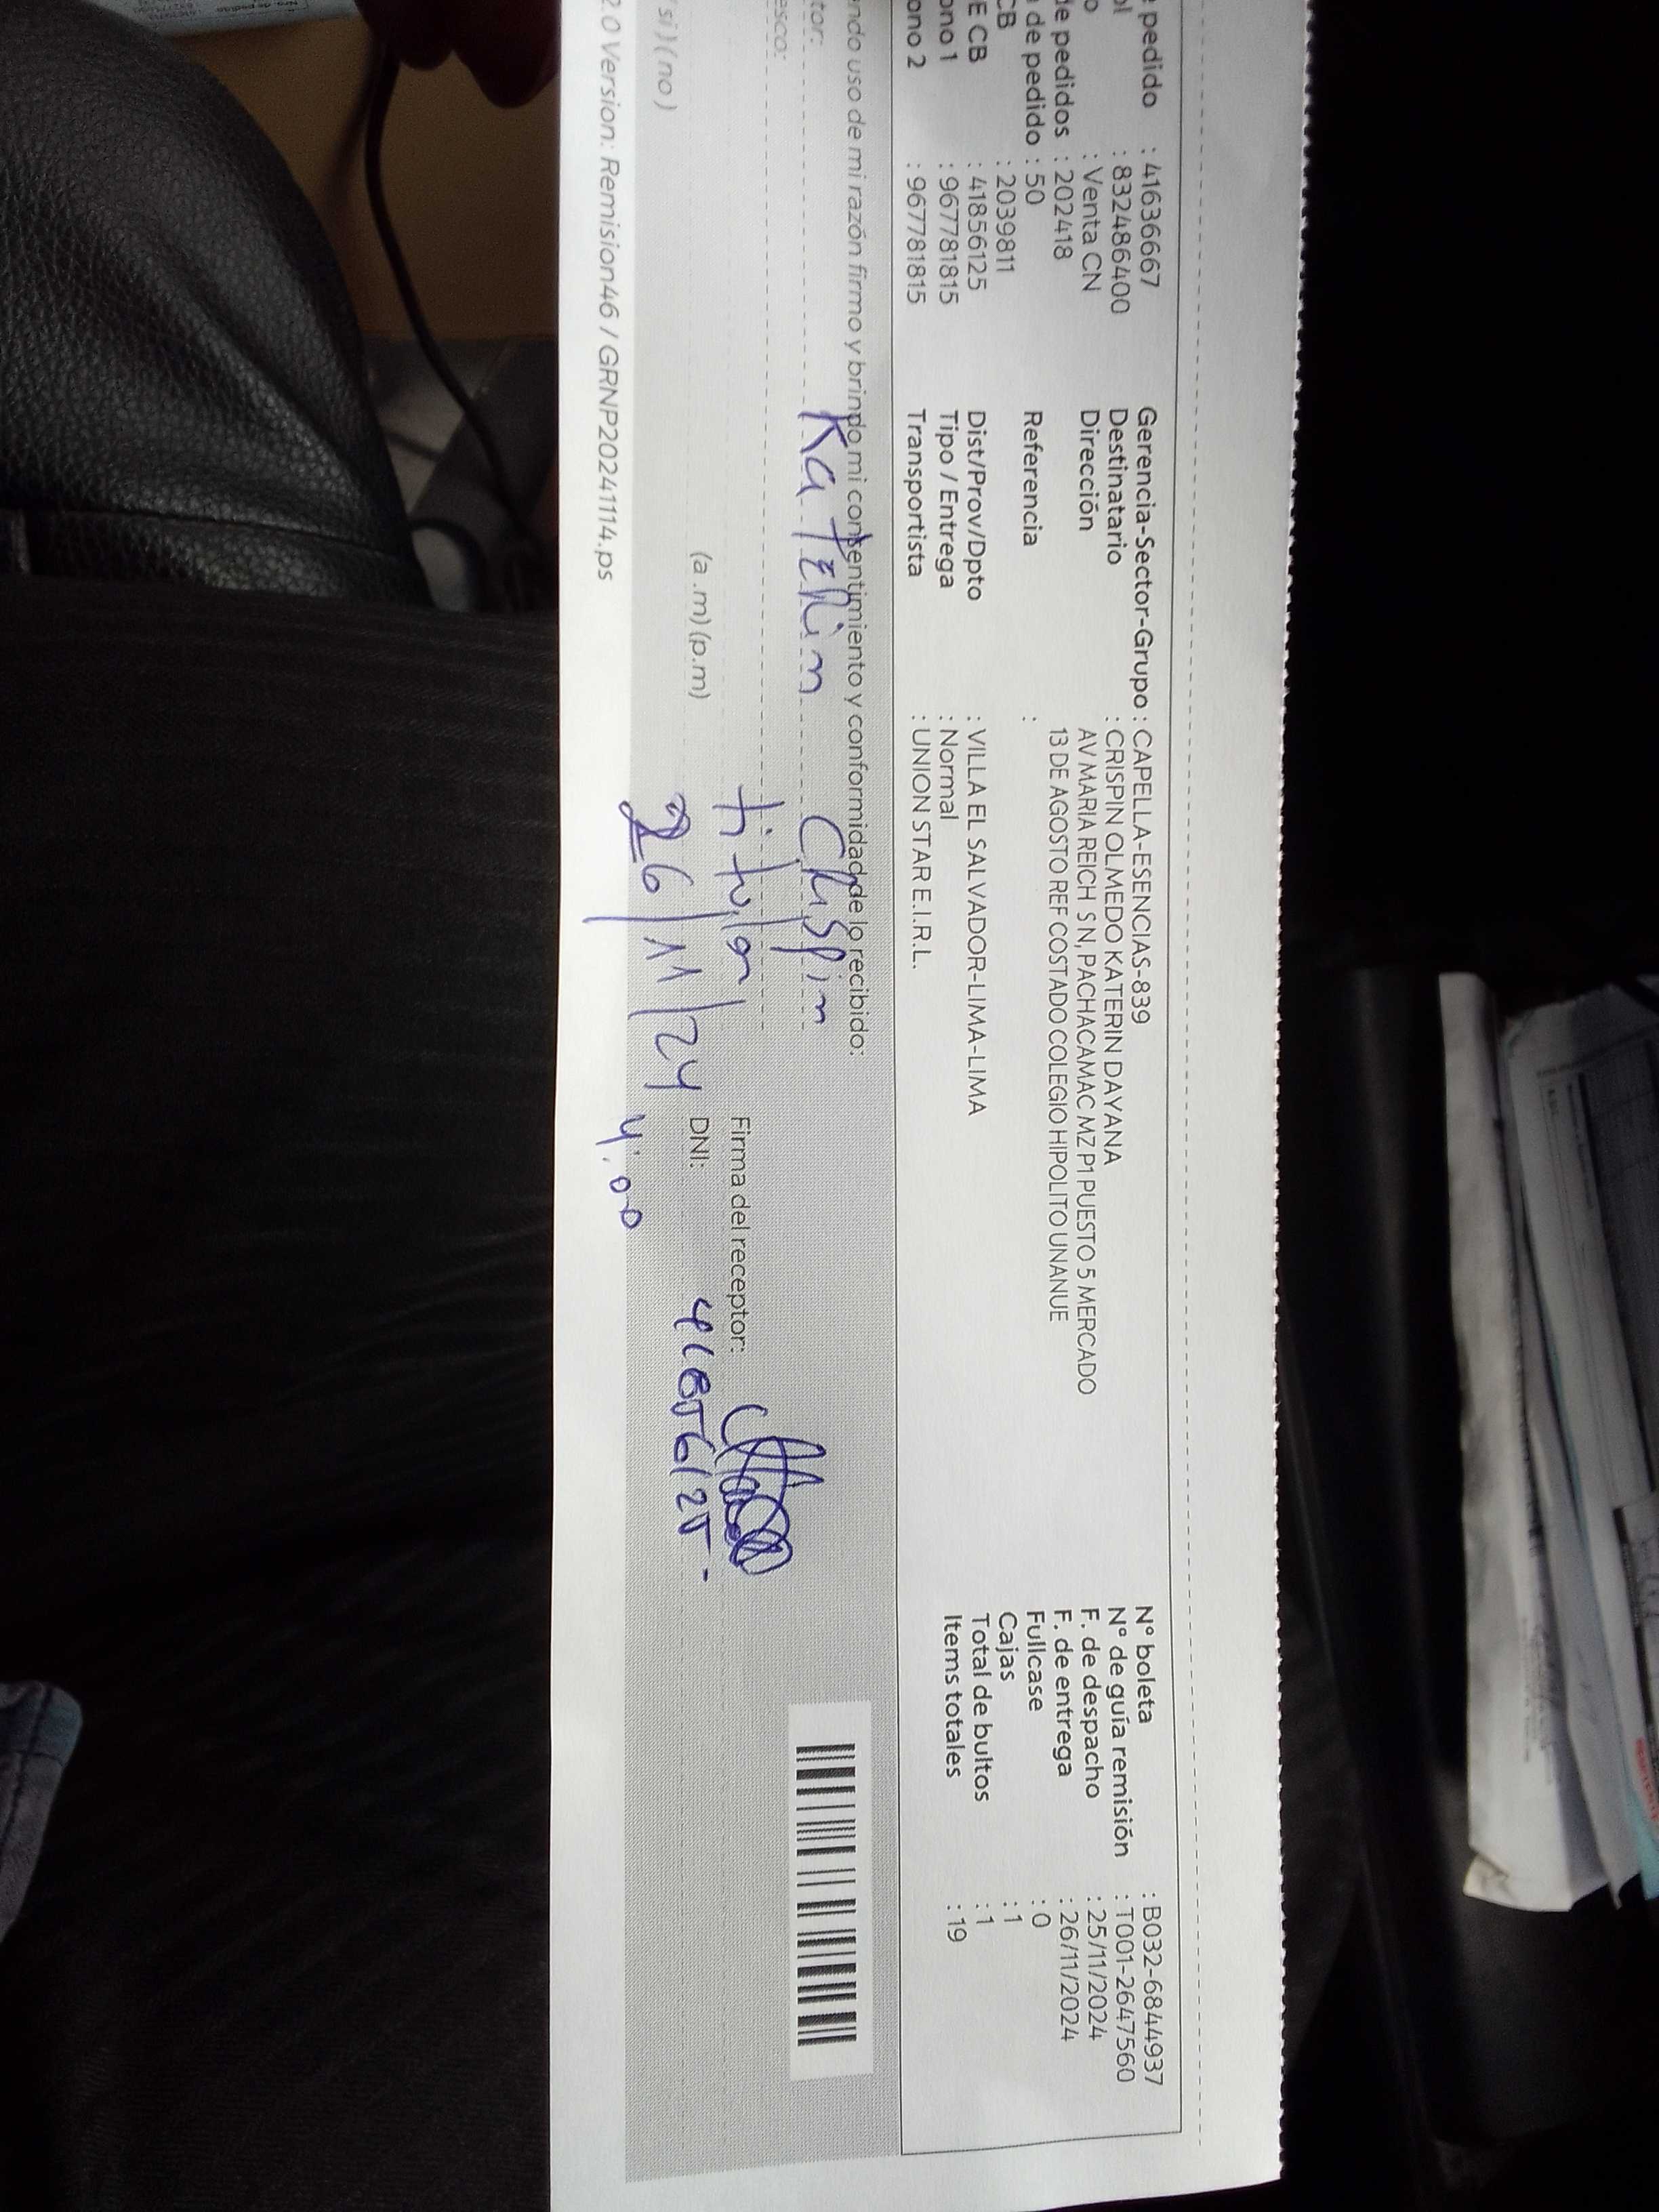 pedido : 41636667
: 832486400
: Venta CN
de pedidos : 202418
de pedido : 50
CB : 2039811
E CB : 41856125
ono 1 : 967781815
ono 2 : 967781815
Gerencia-Sector-Grupo : CAPELLA-ESENCIAS-839
Destinatario : CRISPIN OLMEDO KATERIN DAYANA
Dirección AV MARIA REICH S N, PACHACAMAC MZ P1 PUESTO 5 MERCADO
13 DE AGOSTO REF COSTADO COLEGIO HIPOLITO UNANUE
Referencia :
Dist/Prov/Dpto : VILLA EL SALVADOR-LIMA-LIMA
Tipo / Entrega : Normal
Transportista : UNION STAR E.I.R.L.
N° boleta : B032-6844937
N° de guía remisión : T001-2647560
F. de despacho : 25/11/2024
F. de entrega : 26/11/2024
Fullcase : 0
Cajas : 1
Total de bultos : 1
Items totales : 19
ndo uso de mi razón firmo y brindo mi consentimiento y conformidad de lo recibido:
tor: Katerin Crispin
esco: titular
Firma del receptor:
si ) ( no ) (a .m) (p.m) 26/11/24 DNI: 41856125-
4:00
2.0 Version: Remision46 / GRNP20241114.ps